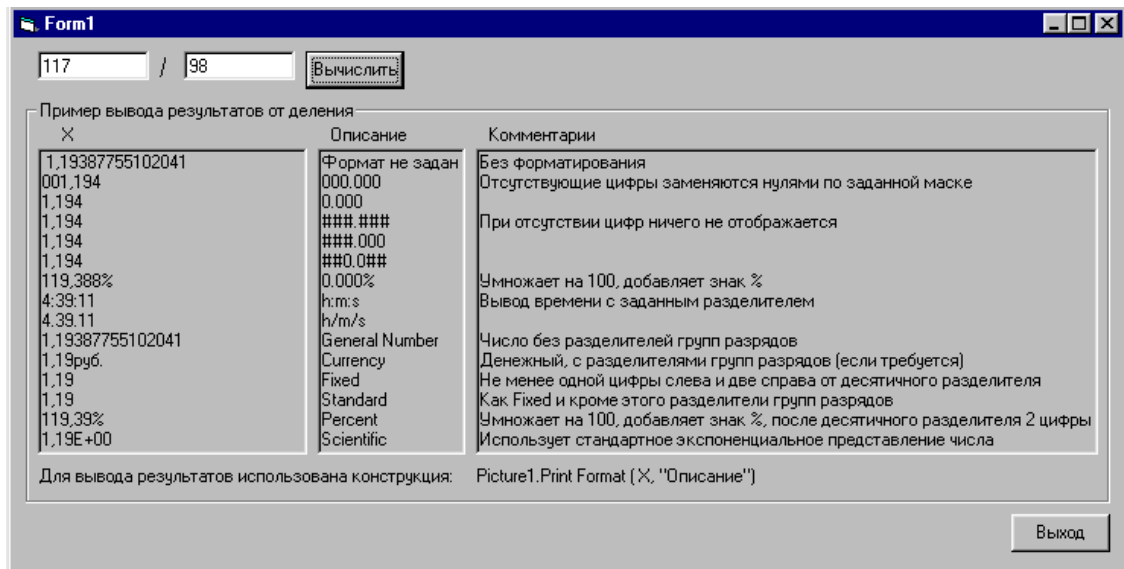 Form1
117 / 98 Вычислить
Пример вывода результатов от деления
X Описание Комментарии
1,19387755102041 Формат не задан Без форматирования
001,194 000.000 Отсутствующие цифры заменяются нулями по заданной маске
1,194 0.000
1,194 ###.### При отсутствии цифр ничего не отображается
1,194 ###.000
1,194 ##0.0##
119,388% 0.000% Умножает на 100, добавляет знак %
4:39:11 h:m:s Вывод времени с заданным разделителем
4.39.11 h/m/s
1,19387755102041 General Number Число без разделителей групп разрядов
1,19руб. Currency Денежный, с разделителями групп разрядов (если требуется)
1,19 Fixed Не менее одной цифры слева и две справа от десятичного разделителя
1,19 Standard Как Fixed и кроме этого разделители групп разрядов
119,39% Percent Умножает на 100, добавляет знак %, после десятичного разделителя 2 цифры
1,19E+00 Scientific Использует стандартное экспоненциальное представление числа
Для вывода результатов использована конструкция: Picture1.Print Format ( X, "Описание")
Выход